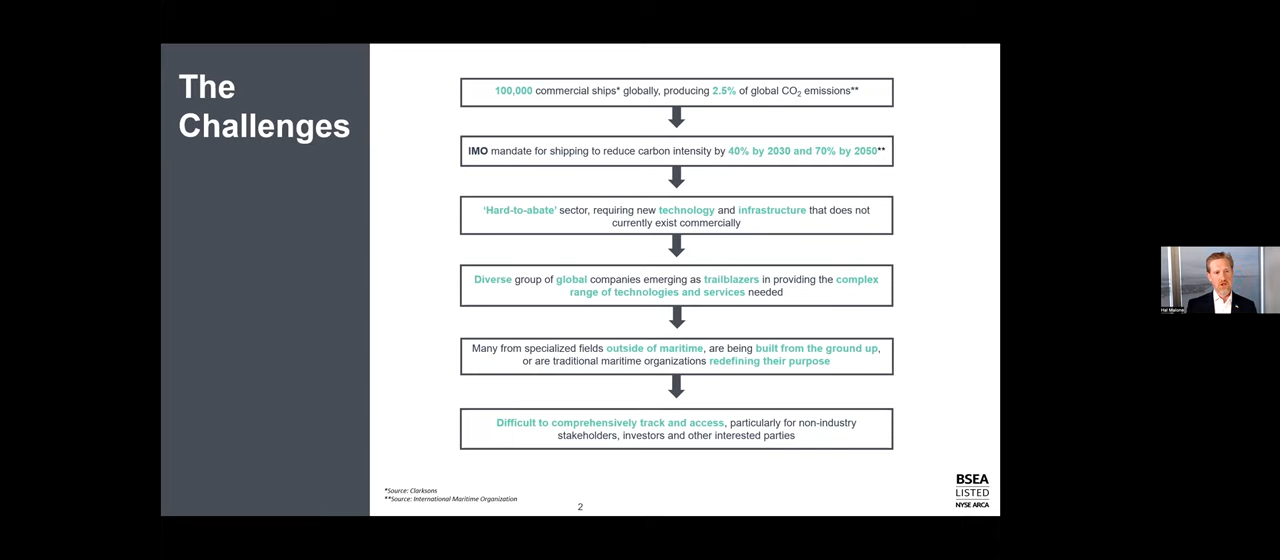 The
Challenges
100,000 commercial ships* globally, producing 2.5% of global CO₂ emissions**
IMO mandate for shipping to reduce carbon intensity by 40% by 2030 and 70% by 2050**
‘Hard-to-abate’ sector, requiring new technology and infrastructure that does not
currently exist commercially
Diverse group of global companies emerging as trailblazers in providing the complex
range of technologies and services needed
Many from specialized fields outside of maritime, are being built from the ground up,
or are traditional maritime organizations redefining their purpose
Difficult to comprehensively track and access, particularly for non-industry
stakeholders, investors and other interested parties
*Source: Clarksons
**Source: International Maritime Organization
2
BSEA
LISTED
NYSE ARCA
Hal Malone